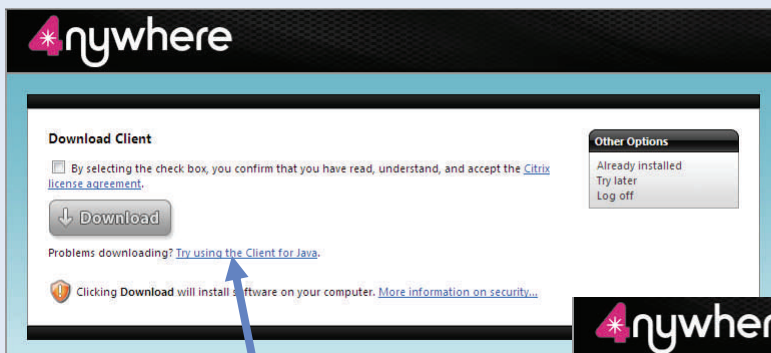 4nywhere
Download Client
By selecting the check box, you confirm that you have read, understand, and accept the Citrix
license agreement.
Download
Problems downloading? Try using the Client for Java.
Clicking Download will install software on your computer. More information on security...
Other Options
Already installed
Try later
Log off
4nywher